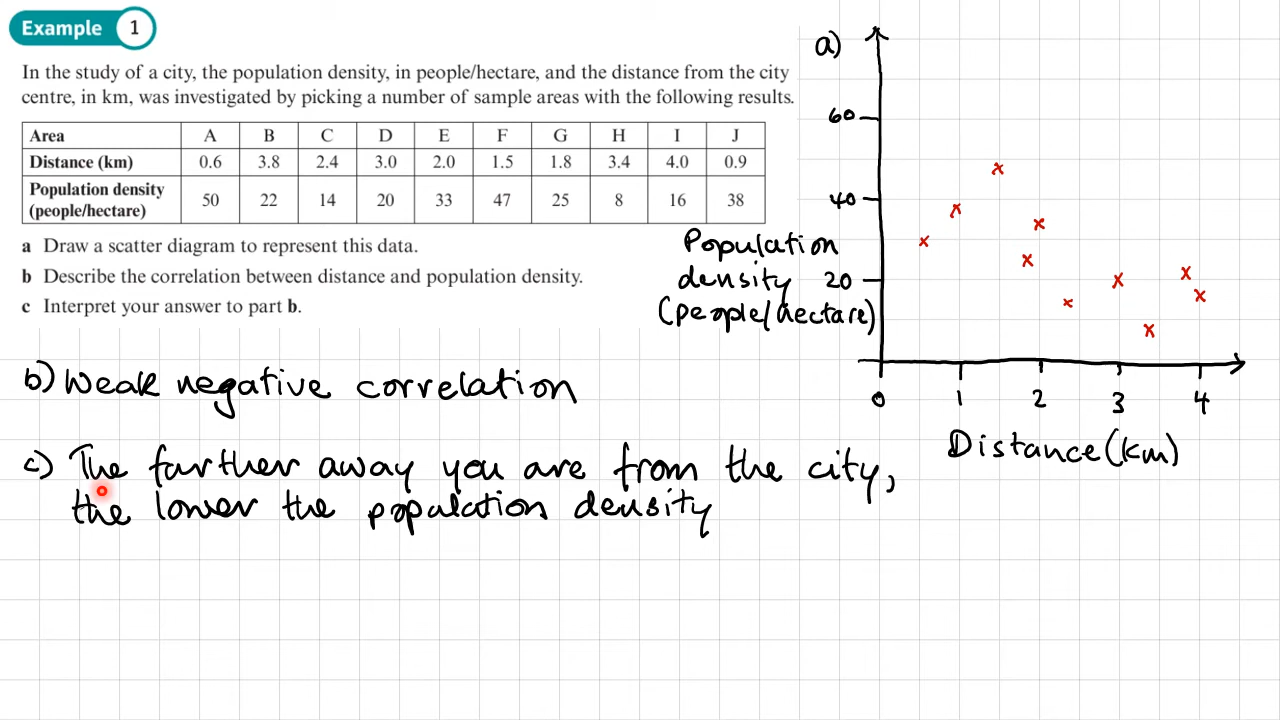 Example 1
In the study of a city, the population density, in people/hectare, and the distance from the city
centre, in km, was investigated by picking a number of sample areas with the following results.
Area A B C D E F G H I J
Distance (km) 0.6 3.8 2.4 3.0 2.0 1.5 1.8 3.4 4.0 0.9
Population density
(people/hectare) 50 22 14 20 33 47 25 8 16 38
a Draw a scatter diagram to represent this data.
b Describe the correlation between distance and population density.
c Interpret your answer to part b.
a)
60
40
20
Population
density
(people/hectare)
0 1 2 3 4
Distance(km)
b) Weak negative correlation
c) The further away you are from the city,
the lower the population density